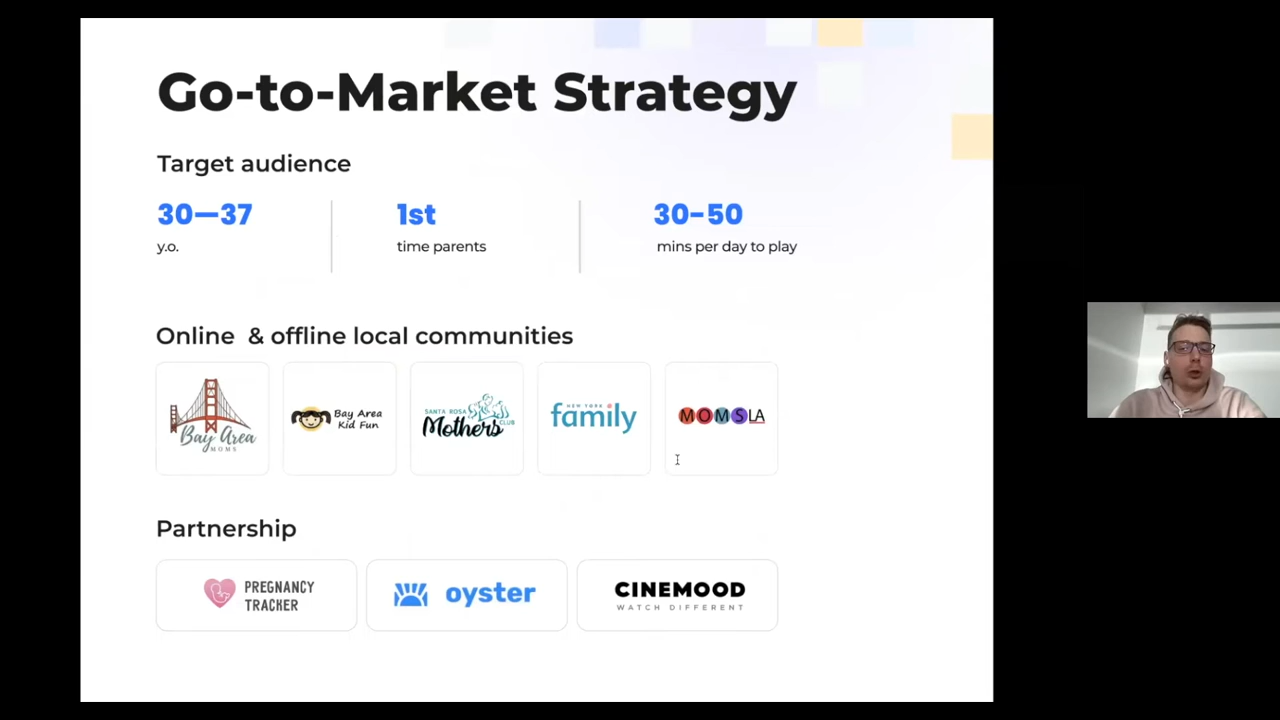 Go-to-Market Strategy
Target audience
30—37
y.o.
1st
time parents
30-50
mins per day to play
Online & offline local communities
Bay Area
MOMS
Bay Area
Kid Fun
SANTA ROSA
Mothers
CLUB
NEW YORK
family
MOMSLA
Partnership
PREGNANCY
TRACKER
oyster
CINEMOOD
WATCH DIFFERENT